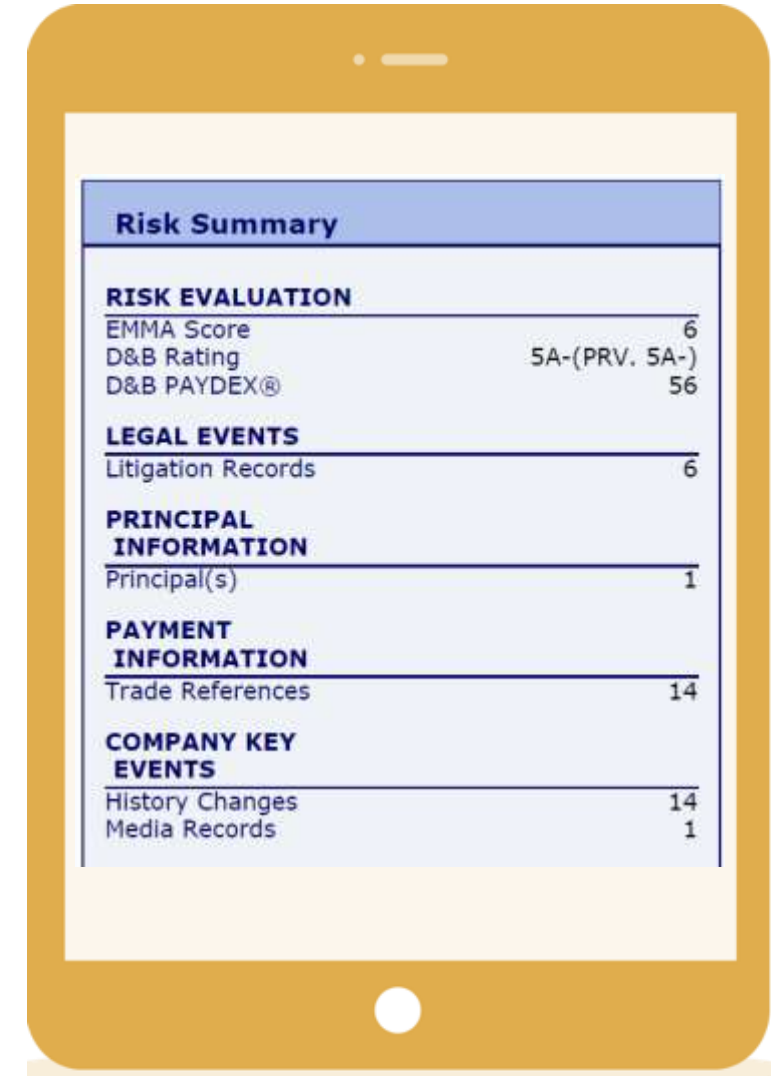 Risk Summary
RISK EVALUATION
EMMA Score 6
D&B Rating 5A-(PRV. 5A-)
D&B PAYDEX® 56
LEGAL EVENTS
Litigation Records 6
PRINCIPAL
INFORMATION
Principal(s) 1
PAYMENT
INFORMATION
Trade References 14
COMPANY KEY
EVENTS
History Changes 14
Media Records 1